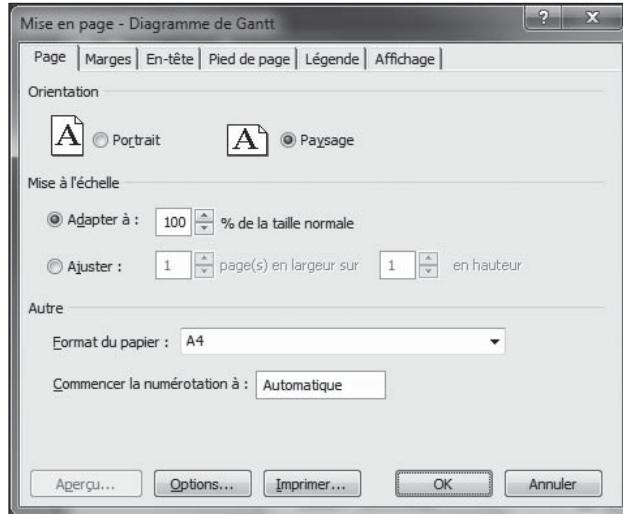 Mise en page - Diagramme de Gantt
Page Marges En-tête Pied de page Légende Affichage
Orientation
A Portrait A Paysage
Mise à l'échelle
Adapter à : 100 % de la taille normale
Ajuster : 1 page(s) en largeur sur 1 en hauteur
Autre
Format du papier : A4
Commencer la numérotation à : Automatique
Aperçu... Options... Imprimer... OK Annuler